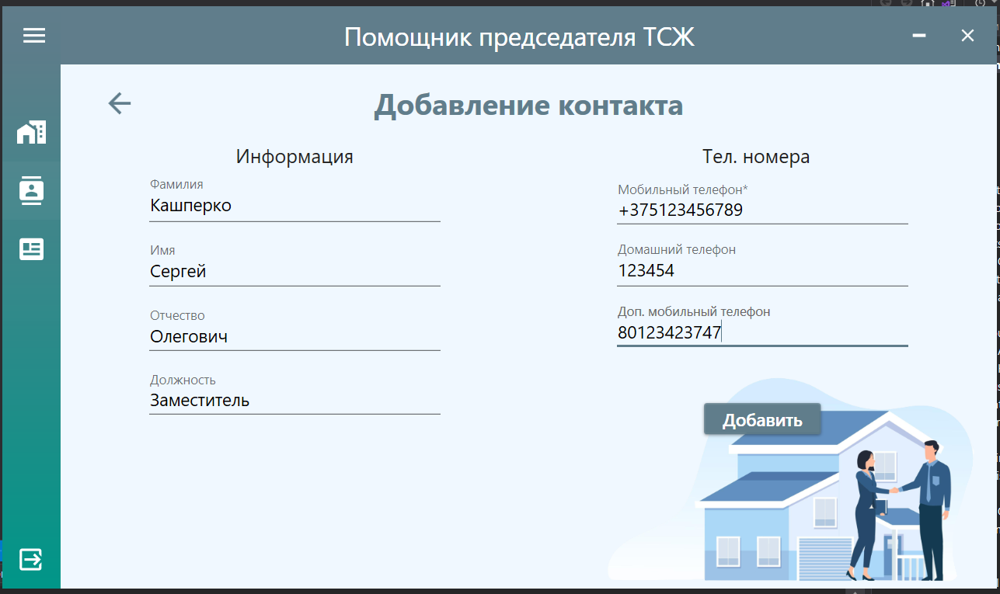 Помощник председателя ТСЖ
Добавление контакта
Информация
Фамилия
Кашперко
Имя
Сергей
Отчество
Олегович
Должность
Заместитель
Тел. номера
Мобильный телефон*
+375123456789
Домашний телефон
123454
Доп. мобильный телефон
80123423747
Добавить